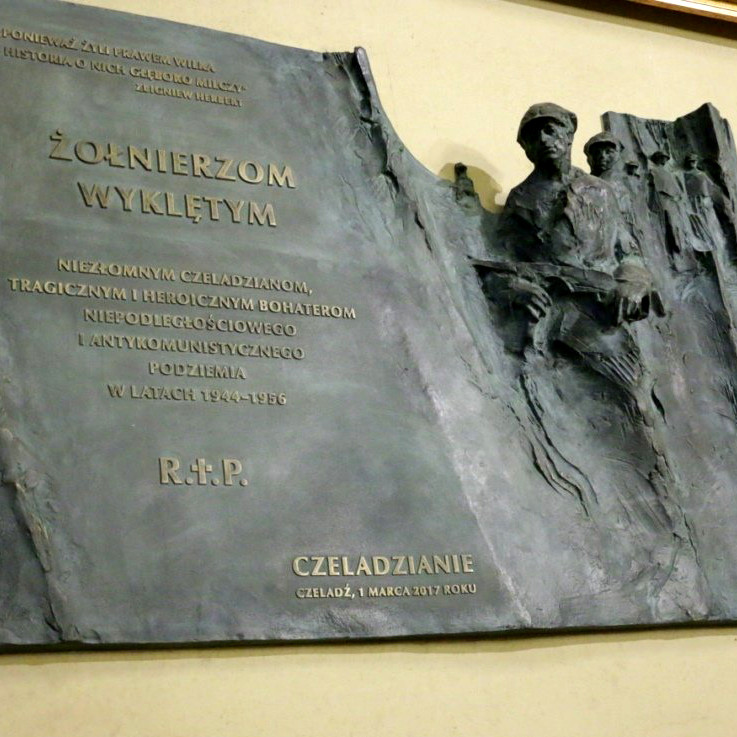 PONIEWAŻ ŻYLI PRAWEM WILKA
HISTORIA O NICH GŁĘBOKO MILCZY"
ZBIGNIEW HERBERT
ŻOŁNIERZOM
WYKLĘTYM
NIEZŁOMNYM CZELADZIANOM,
TRAGICZNYM I HEROICZNYM BOHATEROM
NIEPODLEGŁOŚCIOWEGO
I ANTYKOMUNISTYCZNEGO
PODZIEMIA
W LATACH 1944-1956
R.†.P.
CZELADZIANIE
CZELADŹ, 1 MARCA 2017 ROKU